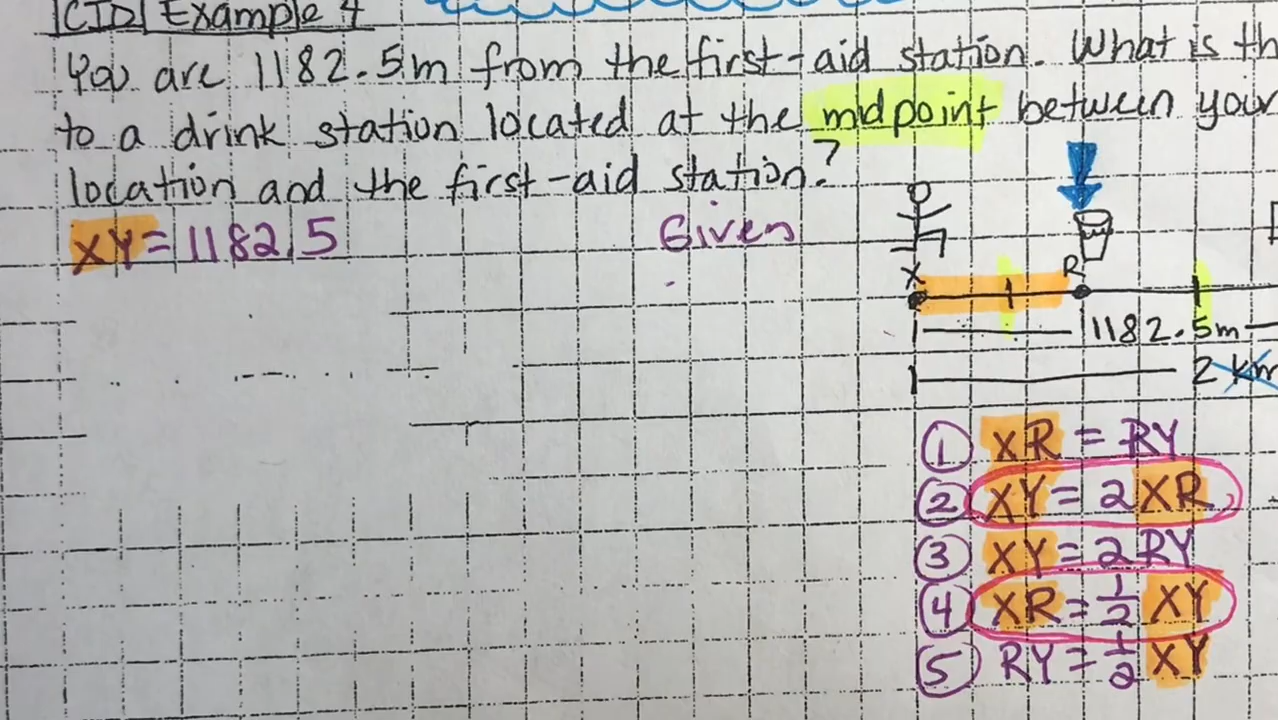 CID Example 4
You are 1182.5m from the first-aid station. What is th
to a drink station located at the midpoint between your
location and the first-aid station?
XY = 1182.5 Given
X R
1182.5m
2 km
① XR = RY
② XY = 2XR
③ XY = 2RY
④ XR = 1/2 XY
⑤ RY = 1/2 XY